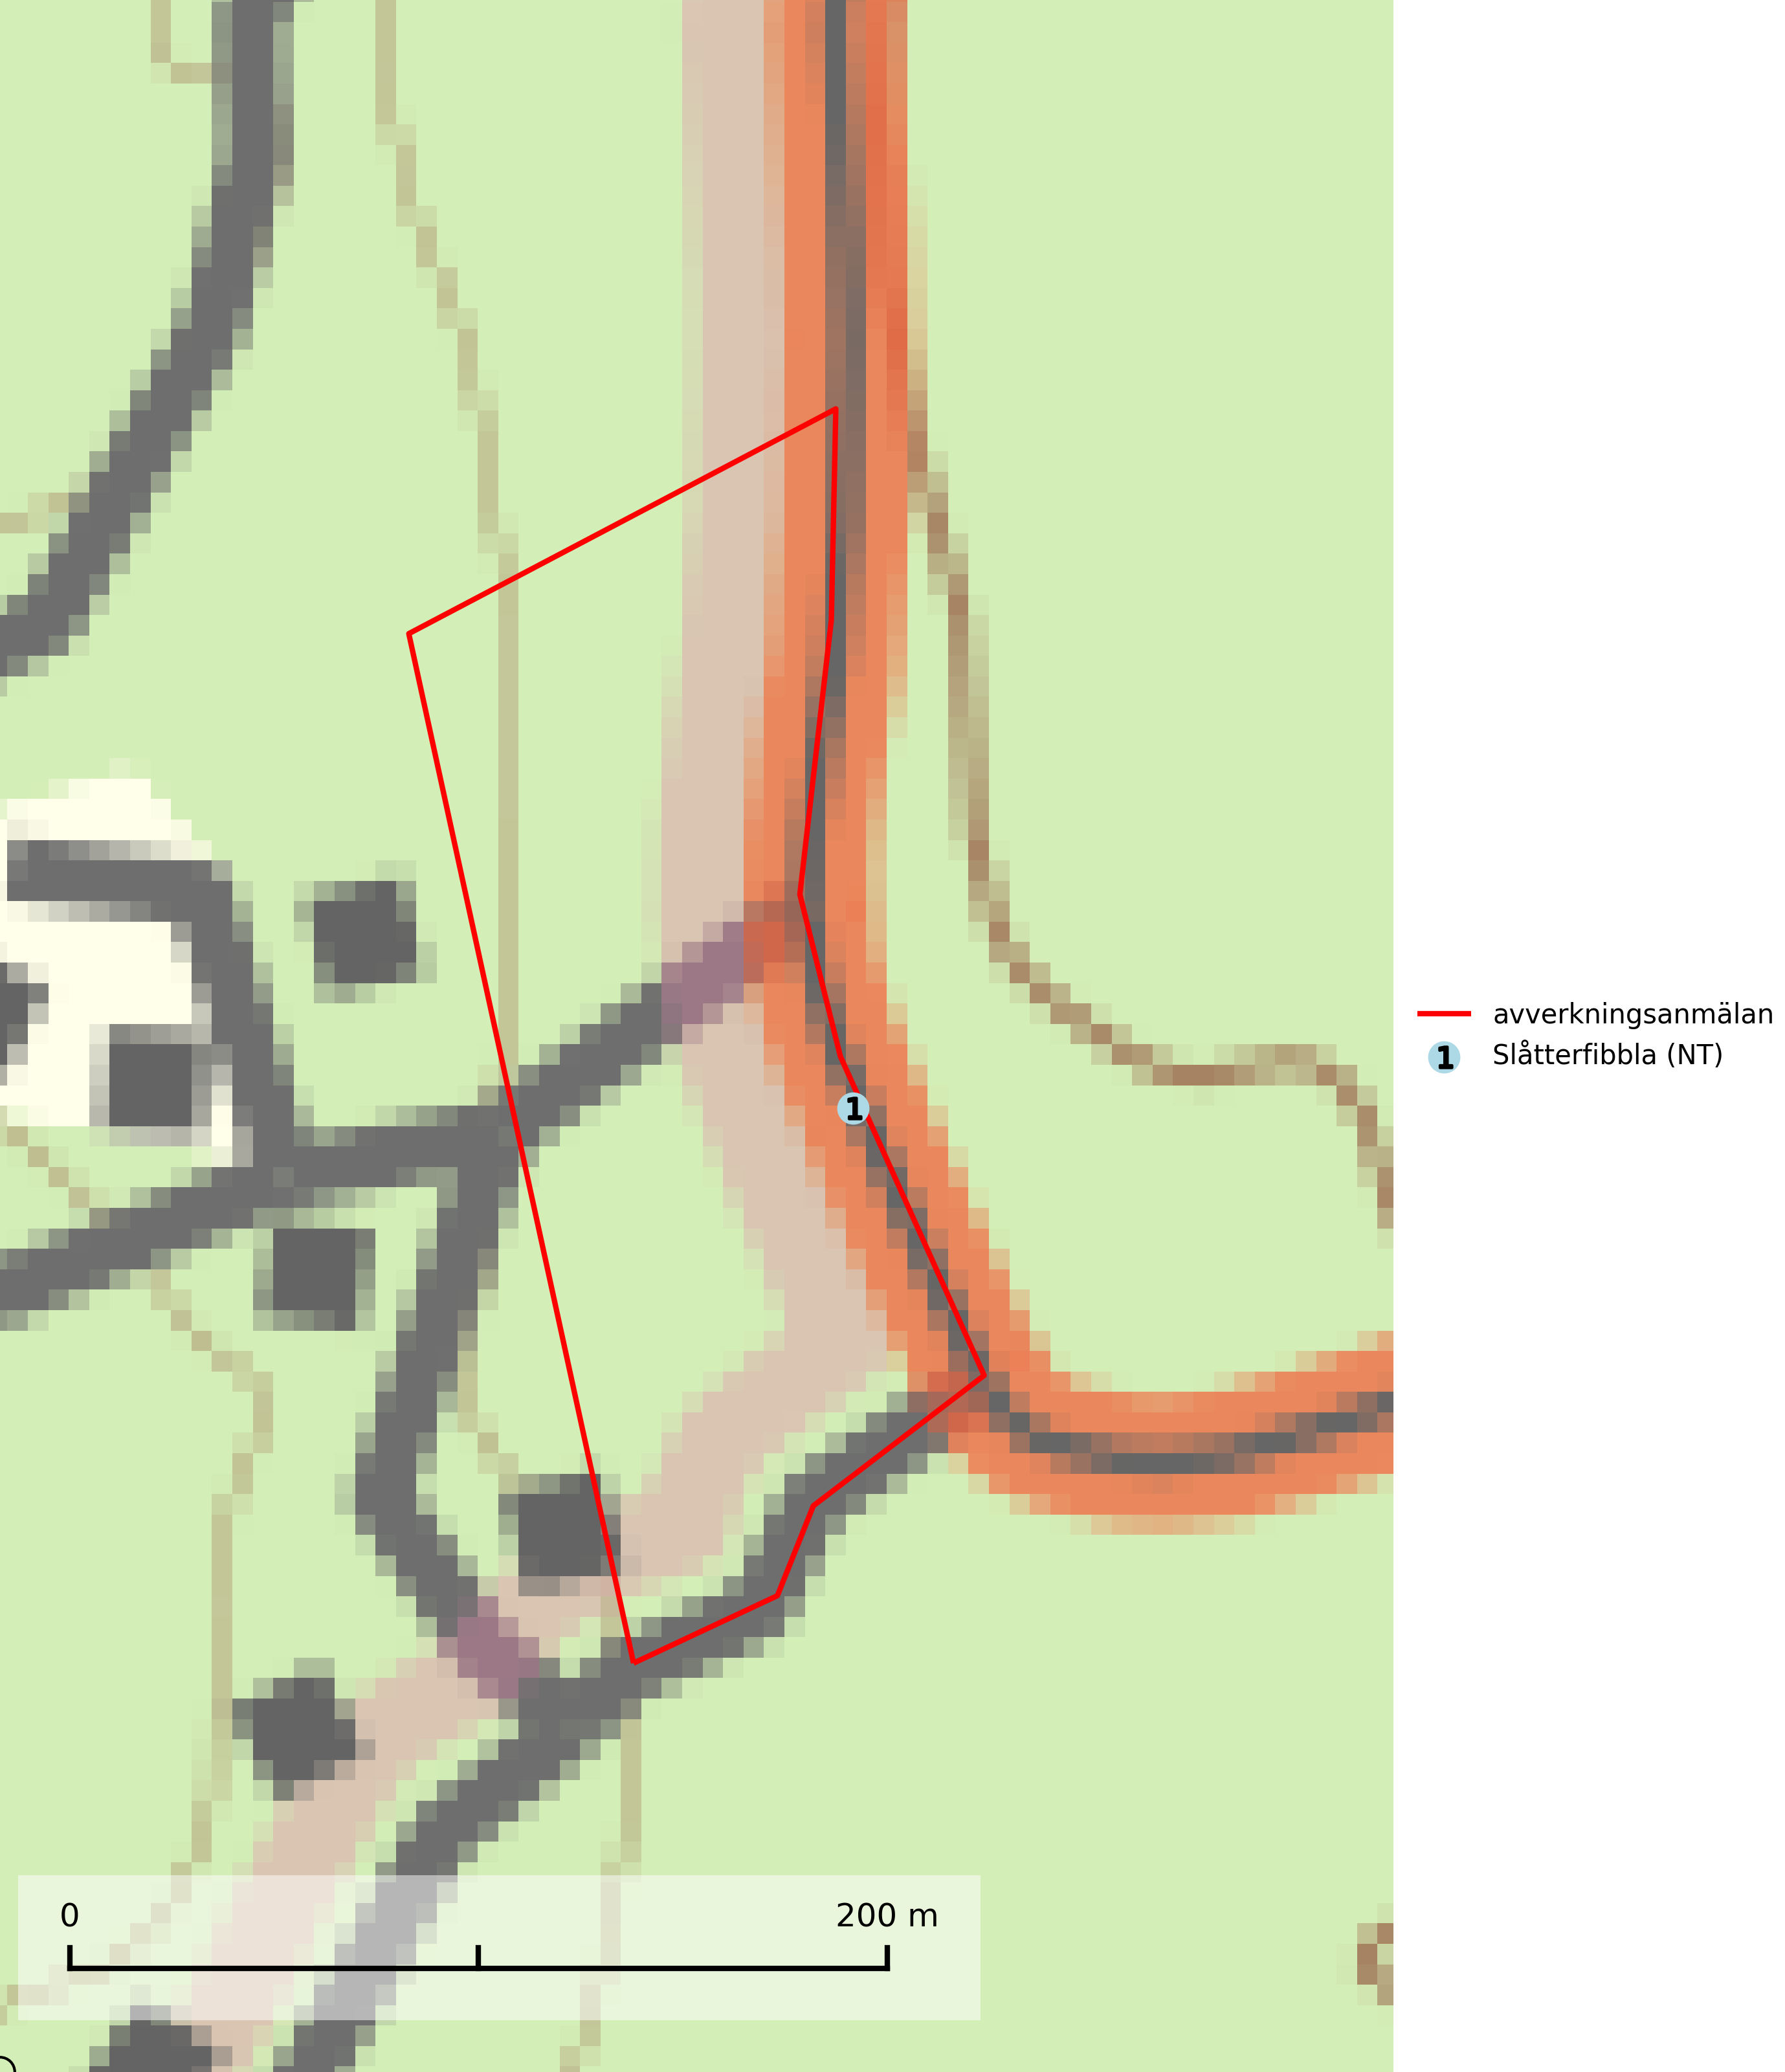 1
avverkningsanmälan
1 Slåtterfibbla (NT)
0 200 m